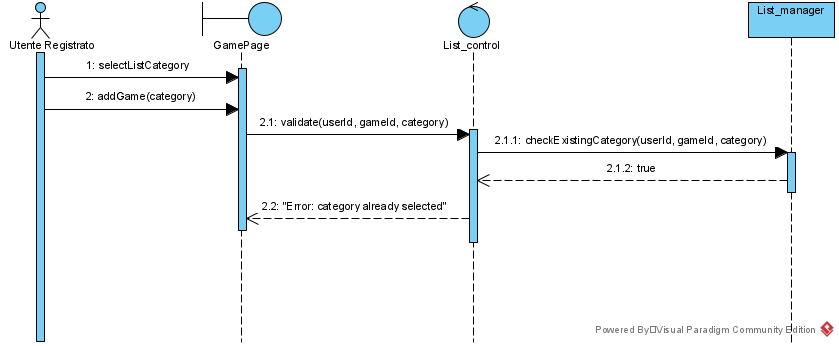 List_manager
Utente Registrato
GamePage
List_control
1: selectListCategory
2: addGame(category)
2.1: validate(userId, gameId, category)
2.1.1: checkExistingCategory(userId, gameId, category)
2.1.2: true
2.2: "Error: category already selected"
Powered By□Visual Paradigm Community Edition